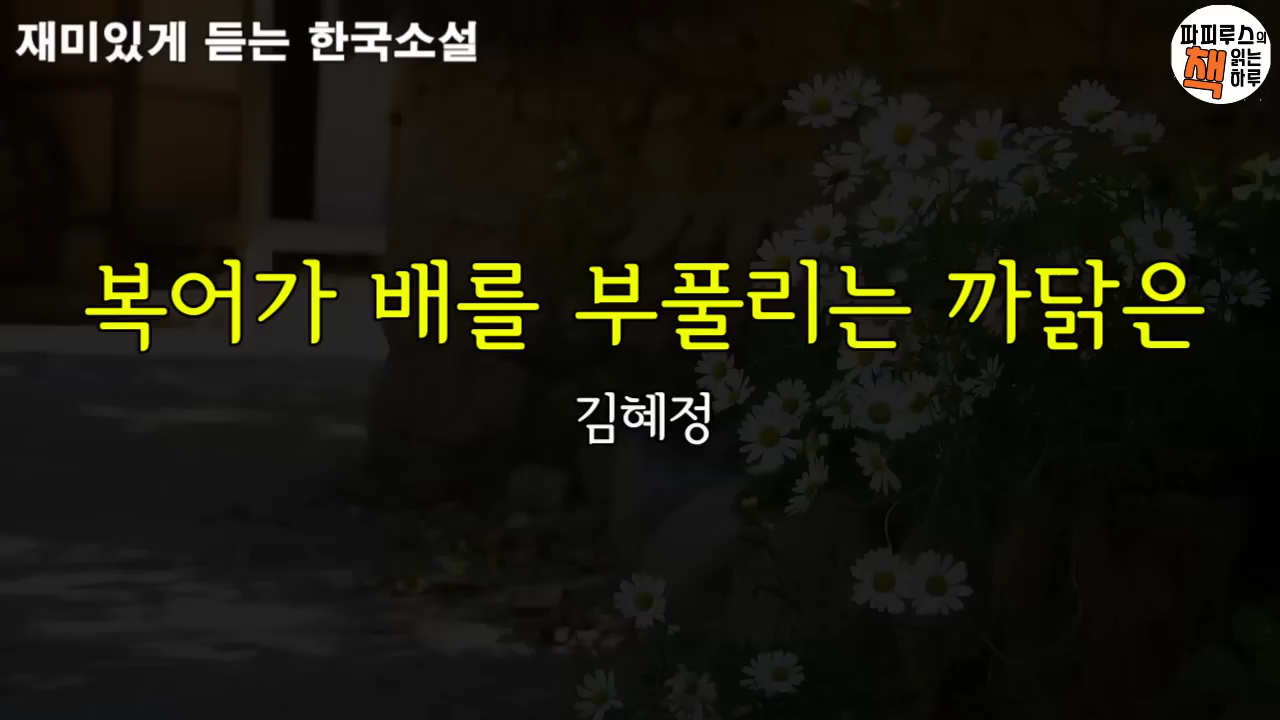 재미있게 듣는 한국소설
파피루스의
책 읽는
하루
복어가 배를 부풀리는 까닭은
김혜정